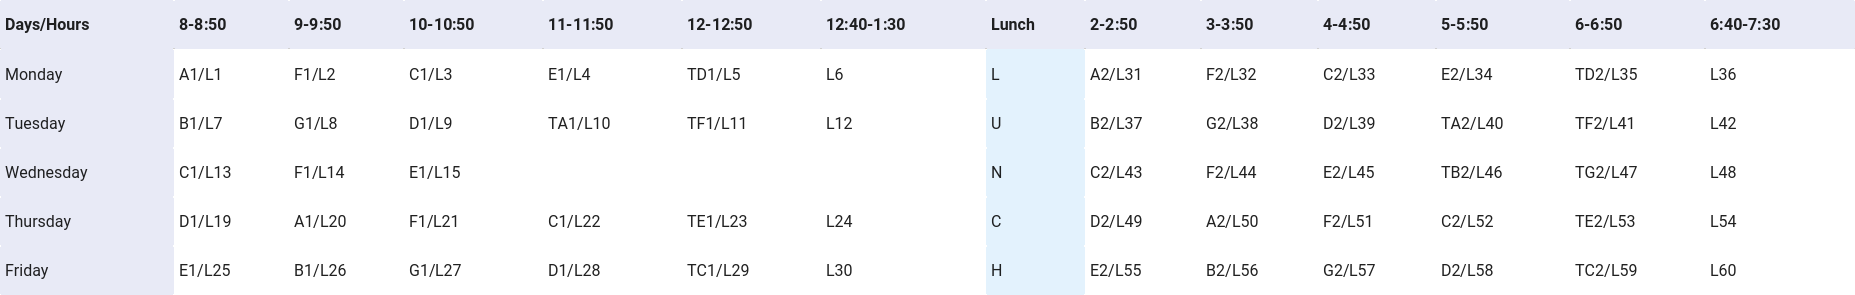 Days/Hours 8-8:50 9-9:50 10-10:50 11-11:50 12-12:50 12:40-1:30 Lunch 2-2:50 3-3:50 4-4:50 5-5:50 6-6:50 6:40-7:30
Monday A1/L1 F1/L2 C1/L3 E1/L4 TD1/L5 L6 L A2/L31 F2/L32 C2/L33 E2/L34 TD2/L35 L36
Tuesday B1/L7 G1/L8 D1/L9 TA1/L10 TF1/L11 L12 U B2/L37 G2/L38 D2/L39 TA2/L40 TF2/L41 L42
Wednesday C1/L13 F1/L14 E1/L15 N C2/L43 F2/L44 E2/L45 TB2/L46 TG2/L47 L48
Thursday D1/L19 A1/L20 F1/L21 C1/L22 TE1/L23 L24 C D2/L49 A2/L50 F2/L51 C2/L52 TE2/L53 L54
Friday E1/L25 B1/L26 G1/L27 D1/L28 TC1/L29 L30 H E2/L55 B2/L56 G2/L57 D2/L58 TC2/L59 L60